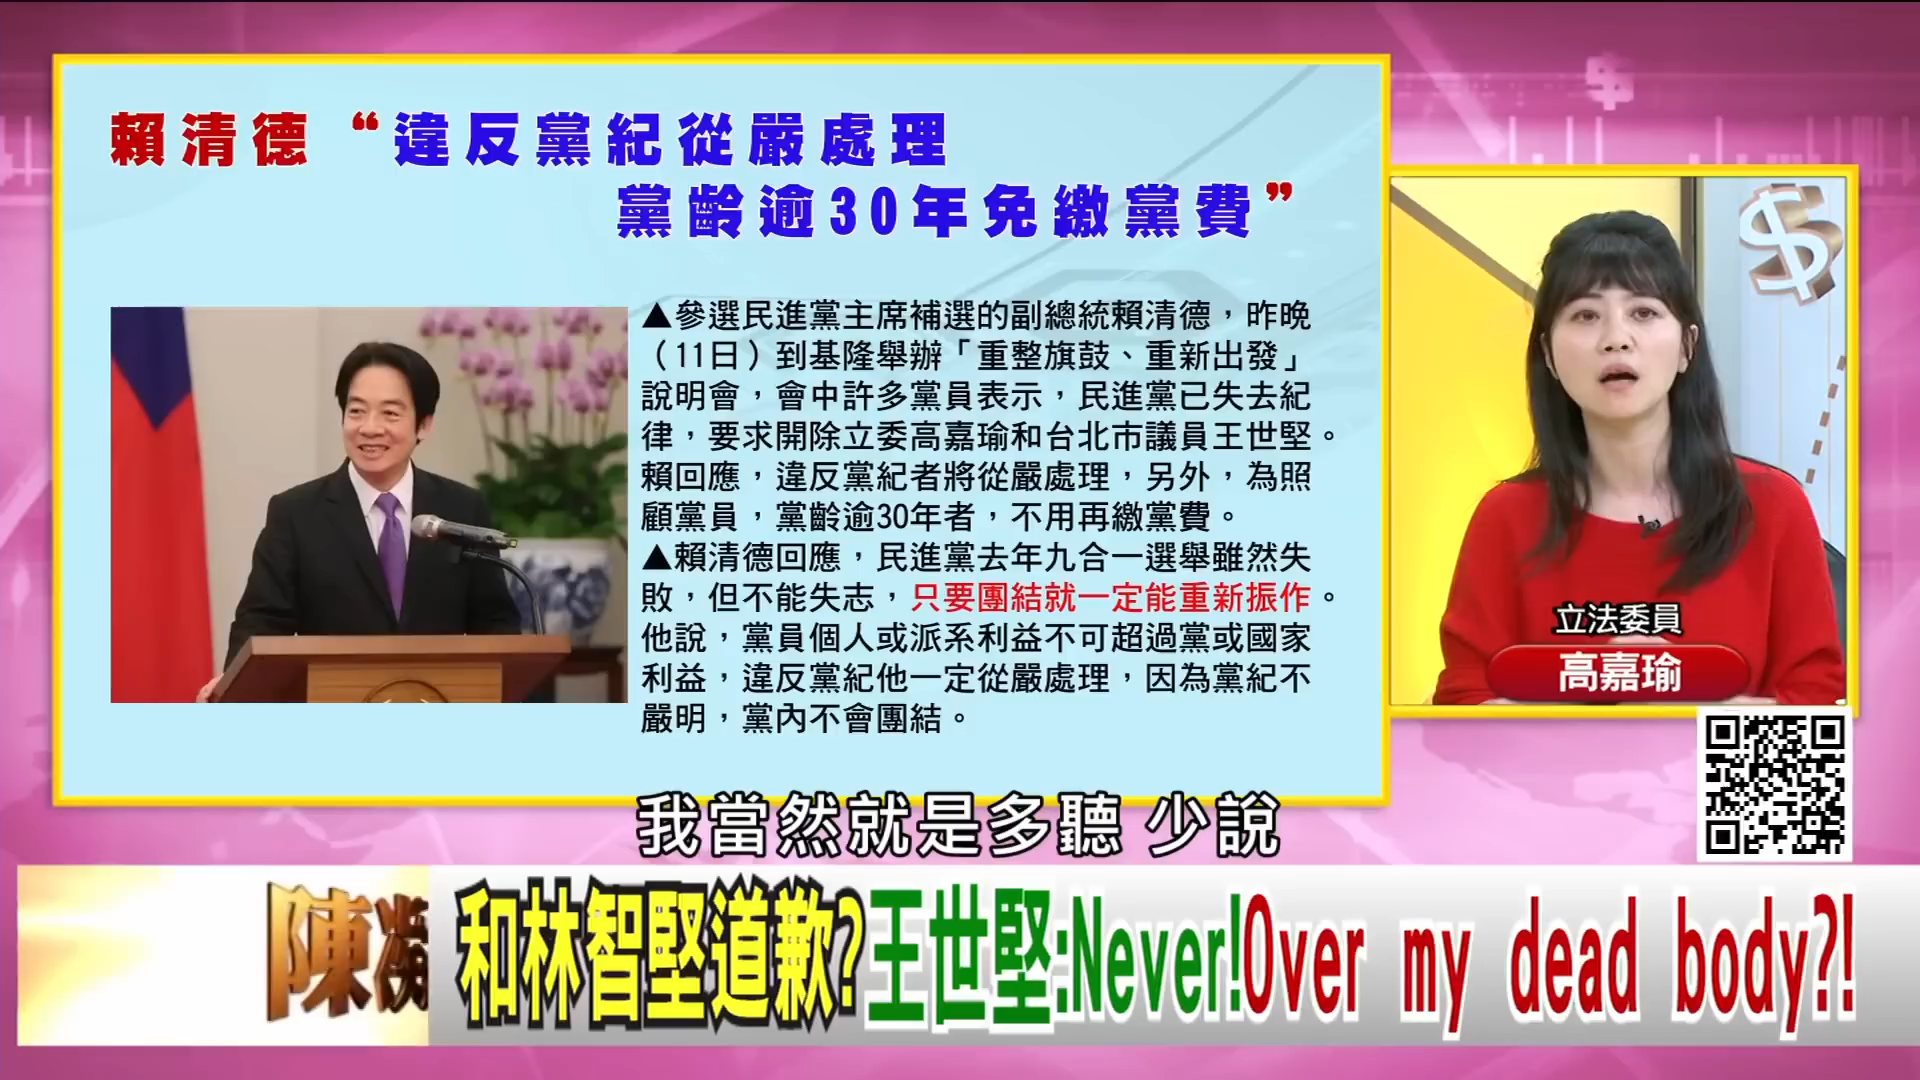 賴清德“違反黨紀從嚴處理
黨齡逾30年免繳黨費”
▲參選民進黨主席補選的副總統賴清德，昨晚
（11日）到基隆舉辦「重整旗鼓、重新出發」
說明會，會中許多黨員表示，民進黨已失去紀
律，要求開除立委高嘉瑜和台北市議員王世堅。
賴回應，違反黨紀者將從嚴處理，另外，為照
顧黨員，黨齡逾30年者，不用再繳黨費。
▲賴清德回應，民進黨去年九合一選舉雖然失
敗，但不能失志，只要團結就一定能重新振作。
他說，黨員個人或派系利益不可超過黨或國家
利益，違反黨紀他一定從嚴處理，因為黨紀不
嚴明，黨內不會團結。
立法委員
高嘉瑜
我當然就是多聽 少說
陳
和林智堅道歉?王世堅:Never!Over my dead body?!